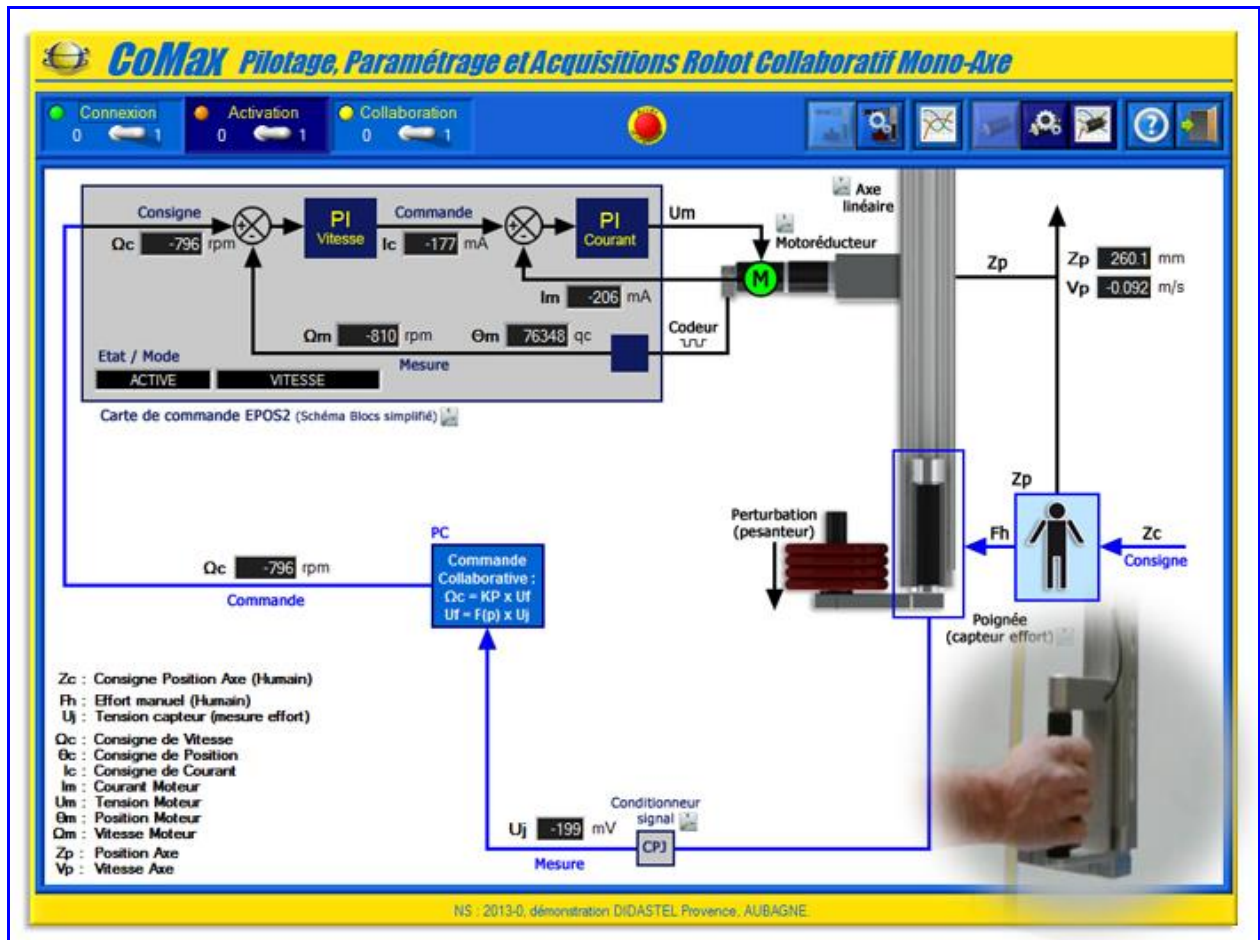 CoMax Pilotage, Paramétrage et Acquisitions Robot Collaboratif Mono-Axe
Connexion
0 1
Activation
0 1
Collaboration
0 1
Consigne
Ωc -796 rpm
PI
Vitesse
Commande
Ic -177 mA
PI
Courant
Um
Im -206 mA
Ωm -810 rpm
Θm 76348 qc
Mesure
Codeur
Etat / Mode
ACTIVE
VITESSE
Carte de commande EPOS2 (Schéma Blocs simplifié)
Axe
linéaire
Motoréducteur
M
Zp
Zp 260.1 mm
Vp -0.092 m/s
Perturbation
(pesanteur)
Zp
Fh
Zc
Consigne
Poignée
(capteur effort)
PC
Commande
Collaborative :
Ωc = KP x Uf
Uf = F(p) x Uj
Ωc -796 rpm
Commande
Zc : Consigne Position Axe (Humain)
Fh : Effort manuel (Humain)
Uj : Tension capteur (mesure effort)
Ωc : Consigne de Vitesse
Θc : Consigne de Position
Ic : Consigne de Courant
Im : Courant Moteur
Um : Tension Moteur
Θm : Position Moteur
Ωm : Vitesse Moteur
Zp : Position Axe
Vp : Vitesse Axe
Conditionneur
signal
CPJ
Uj -199 mV
Mesure
NS : 2013-0, démonstration DIDASTEL Provence, AUBAGNE.